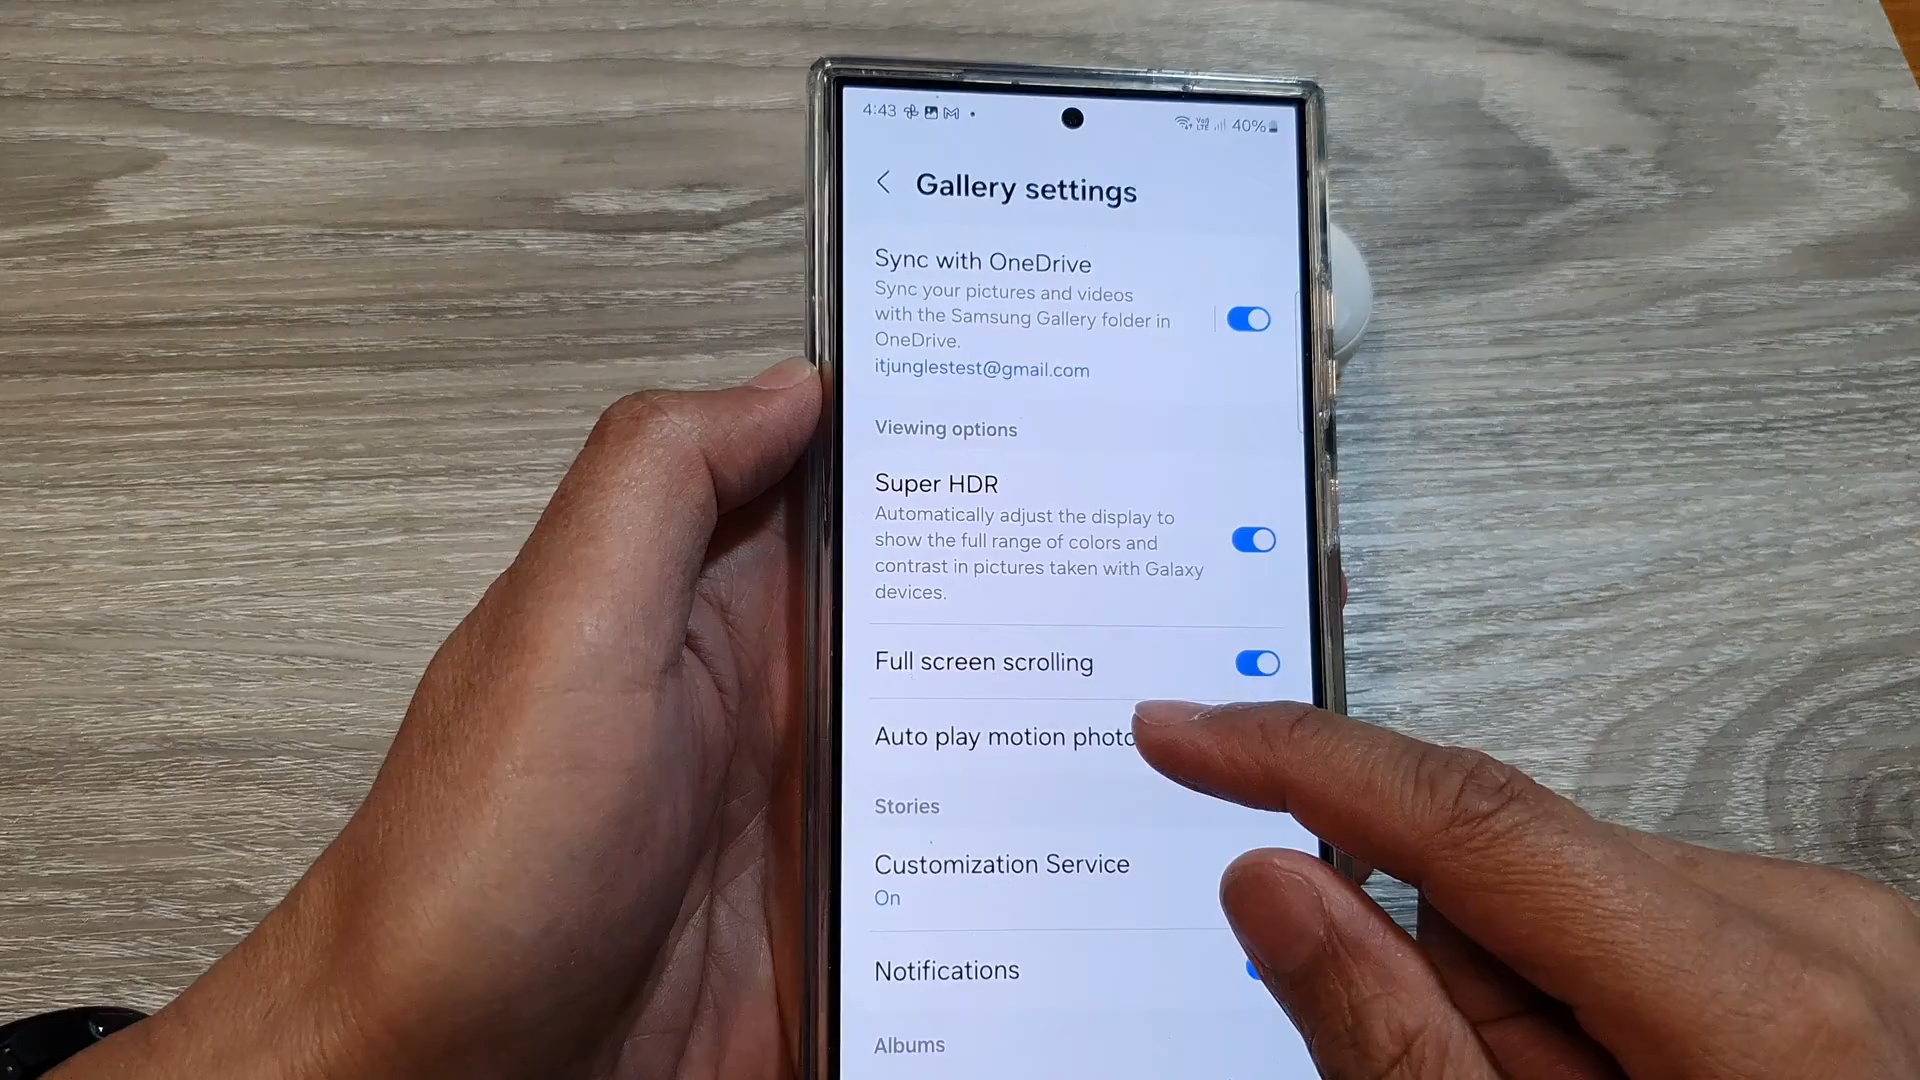 4:43
Vo)) LTE 40%
Gallery settings
Sync with OneDrive
Sync your pictures and videos
with the Samsung Gallery folder in
OneDrive.
itjunglestest@gmail.com
Viewing options
Super HDR
Automatically adjust the display to
show the full range of colors and
contrast in pictures taken with Galaxy
devices.
Full screen scrolling
Auto play motion photo
Stories
Customization Service
On
Notifications
Albums